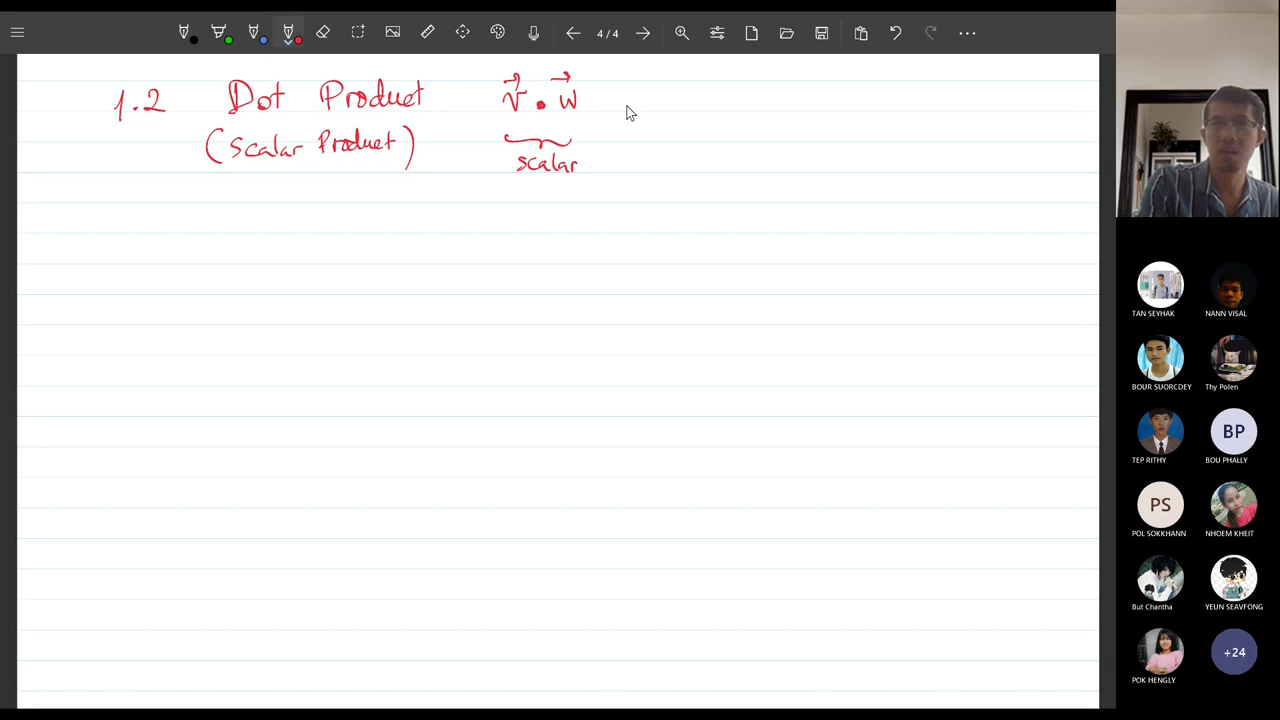 4/4
1.2 Dot Product v⃗ • w⃗
(Scalar Product) scalar
TAN SEYHAK NANN VISAL
BOUR SUORCDEY Thy Polen
TEP RITHY BP BOU PHALLY
PS POL SOKKHANN NHOEM KHEIT
But Chantha YEUN SEAVFONG
POK HENGLY +24